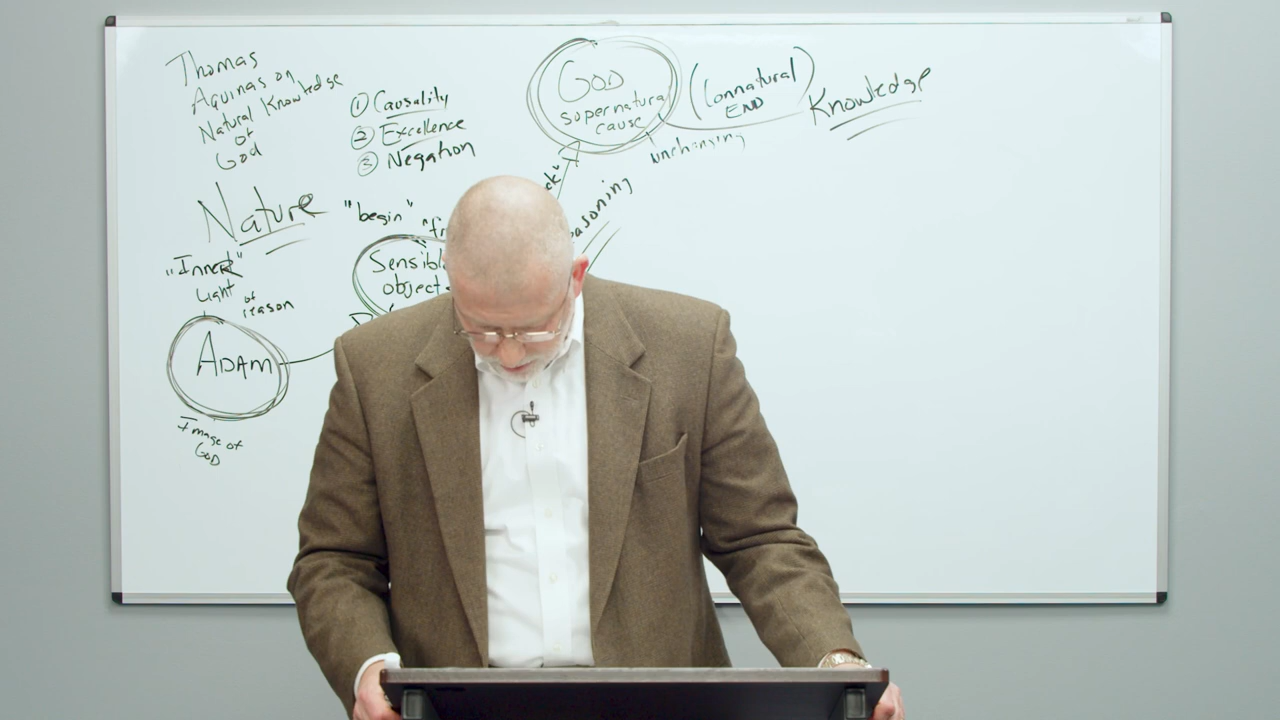 Thomas
Aquinas on
Natural Knowledge
of
God
① Causality
② Excellence
③ Negation
GOD
supernatural
cause
(Connatural)
END
Knowledge
unchanging
Nature
"begin"
"Inner"
Light of
reason
Sensible
object
ADAM
Image of
GOD